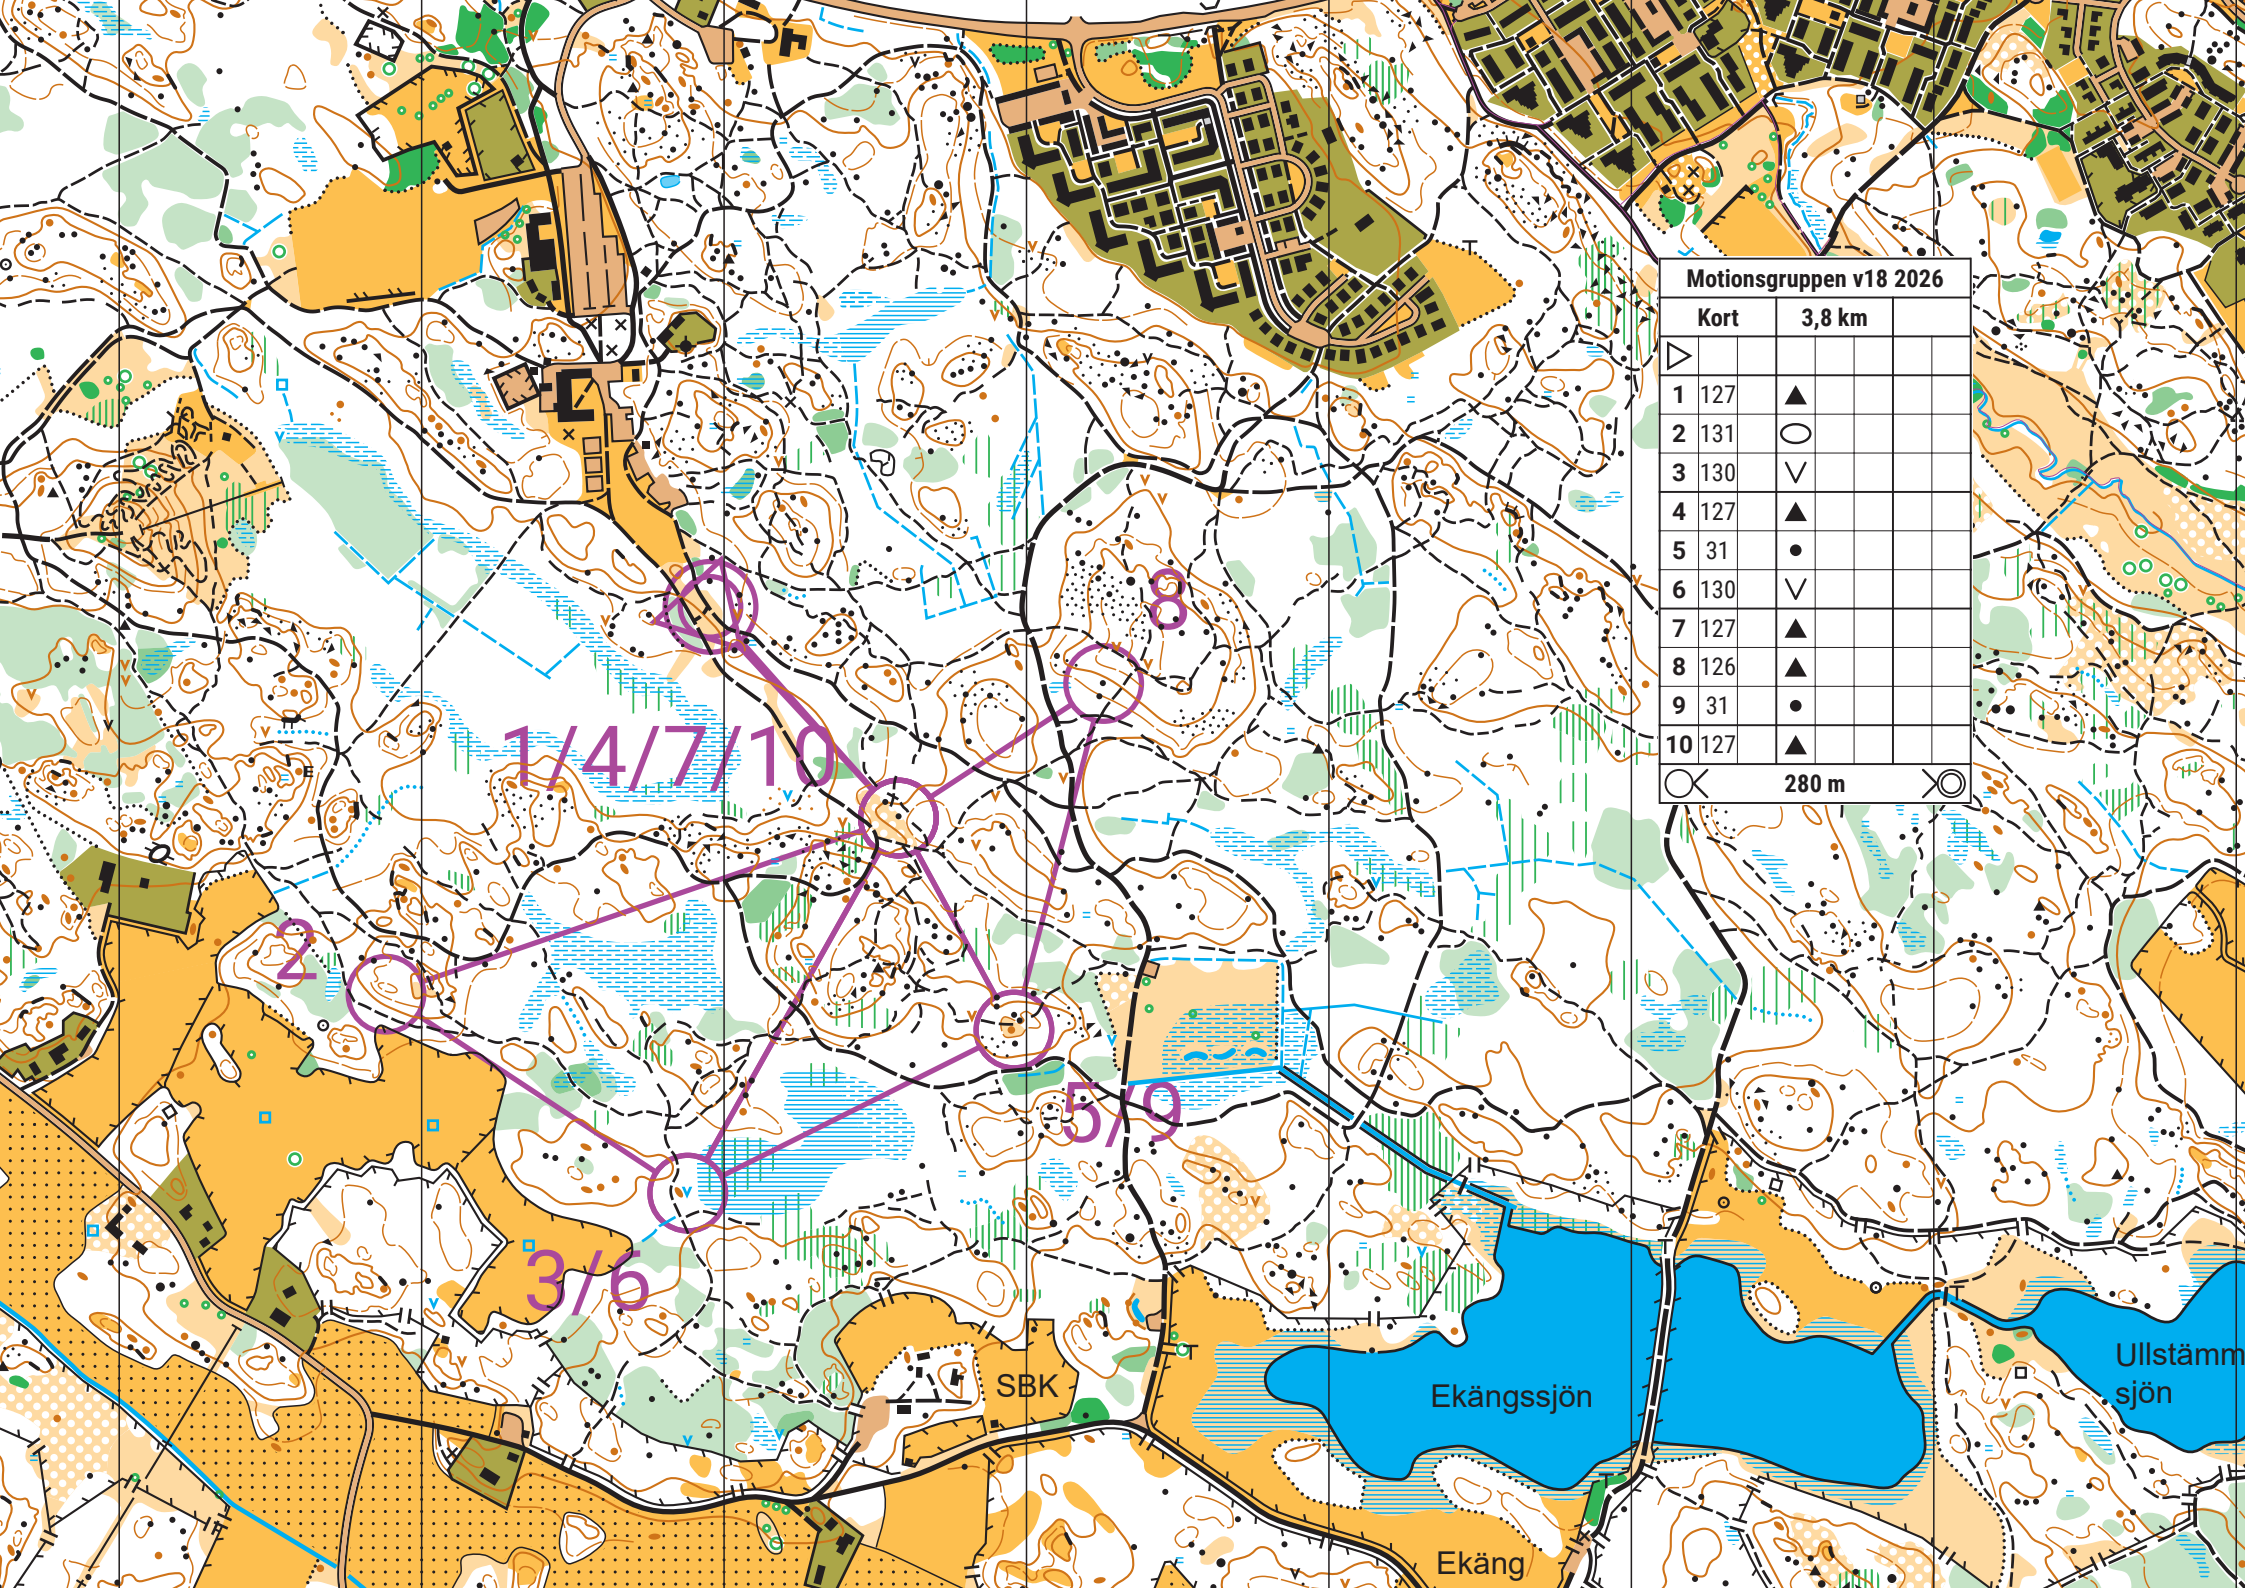 Motionsgruppen v18 2026
Kort 3,8 km
1 127
2 131
3 130
4 127
5 31
6 130
7 127
8 126
9 31
10 127
280 m
8
1/4/7/10
2
5/9
3/6
E
SBK
Ekängssjön
Ullstämm
sjön
Ekäng